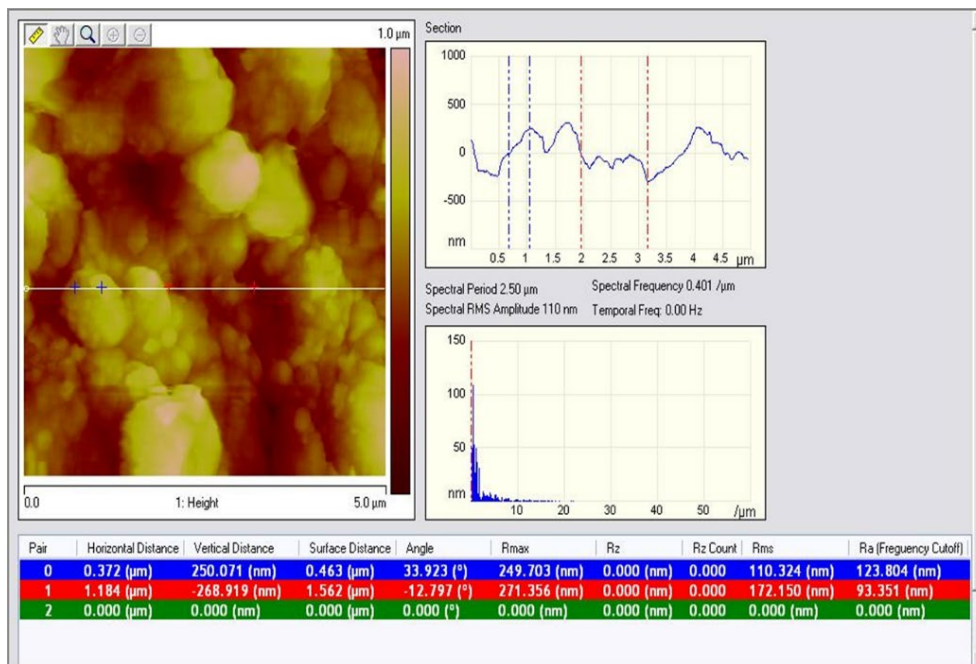 1.0 µm
0.0
1: Height
5.0 µm
Section
1000
500
0
-500
nm
0.5 1 1.5 2 2.5 3 3.5 4 4.5 µm
Spectral Period 2.50 µm
Spectral Frequency 0.401 /µm
Spectral RMS Amplitude 110 nm
Temporal Freq: 0.00 Hz
150
100
50
nm
10 20 30 40 50 /µm
Pair Horizontal Distance Vertical Distance Surface Distance Angle Rmax Rz Rz Count Rms Ra (Freguency Cutoff)
0 0.372 (µm) 250.071 (nm) 0.463 (µm) 33.923 (°) 249.703 (nm) 0.000 (nm) 0.000 110.324 (nm) 123.804 (nm)
1 1.184 (µm) -268.919 (nm) 1.562 (µm) -12.797 (°) 271.356 (nm) 0.000 (nm) 0.000 172.150 (nm) 93.351 (nm)
2 0.000 (µm) 0.000 (nm) 0.000 (µm) 0.000 (°) 0.000 (nm) 0.000 (nm) 0.000 0.000 (nm) 0.000 (nm)